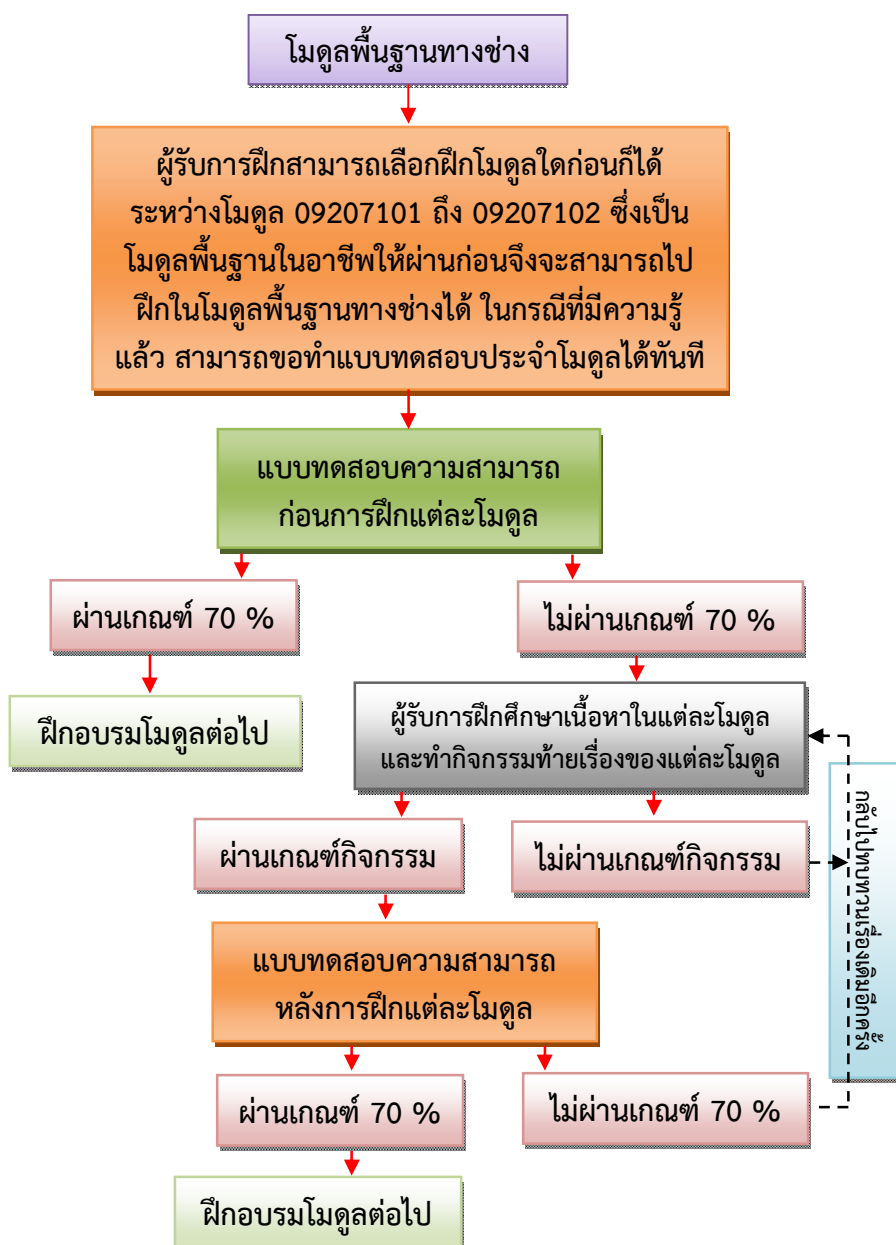 โมดูลพื้นฐานทางช่าง
ผู้รับการฝึกสามารถเลือกฝึกโมดูลใดก่อนก็ได้
ระหว่างโมดูล 09207101 ถึง 09207102 ซึ่งเป็น
โมดูลพื้นฐานในอาชีพให้ผ่านก่อนจึงจะสามารถไป
ฝึกในโมดูลพื้นฐานทางช่างได้ ในกรณีที่มีความรู้
แล้ว สามารถขอทำแบบทดสอบประจำโมดูลได้ทันที
แบบทดสอบความสามารถ
ก่อนการฝึกแต่ละโมดูล
ผ่านเกณฑ์ 70 %
ไม่ผ่านเกณฑ์ 70 %
ฝึกอบรมโมดูลต่อไป
ผู้รับการฝึกศึกษาเนื้อหาในแต่ละโมดูล
และทำกิจกรรมท้ายเรื่องของแต่ละโมดูล
ผ่านเกณฑ์กิจกรรม
ไม่ผ่านเกณฑ์กิจกรรม
กลับไปทบทวนเรื่องเดิมอีกครั้ง
แบบทดสอบความสามารถ
หลังการฝึกแต่ละโมดูล
ผ่านเกณฑ์ 70 %
ไม่ผ่านเกณฑ์ 70 %
ฝึกอบรมโมดูลต่อไป